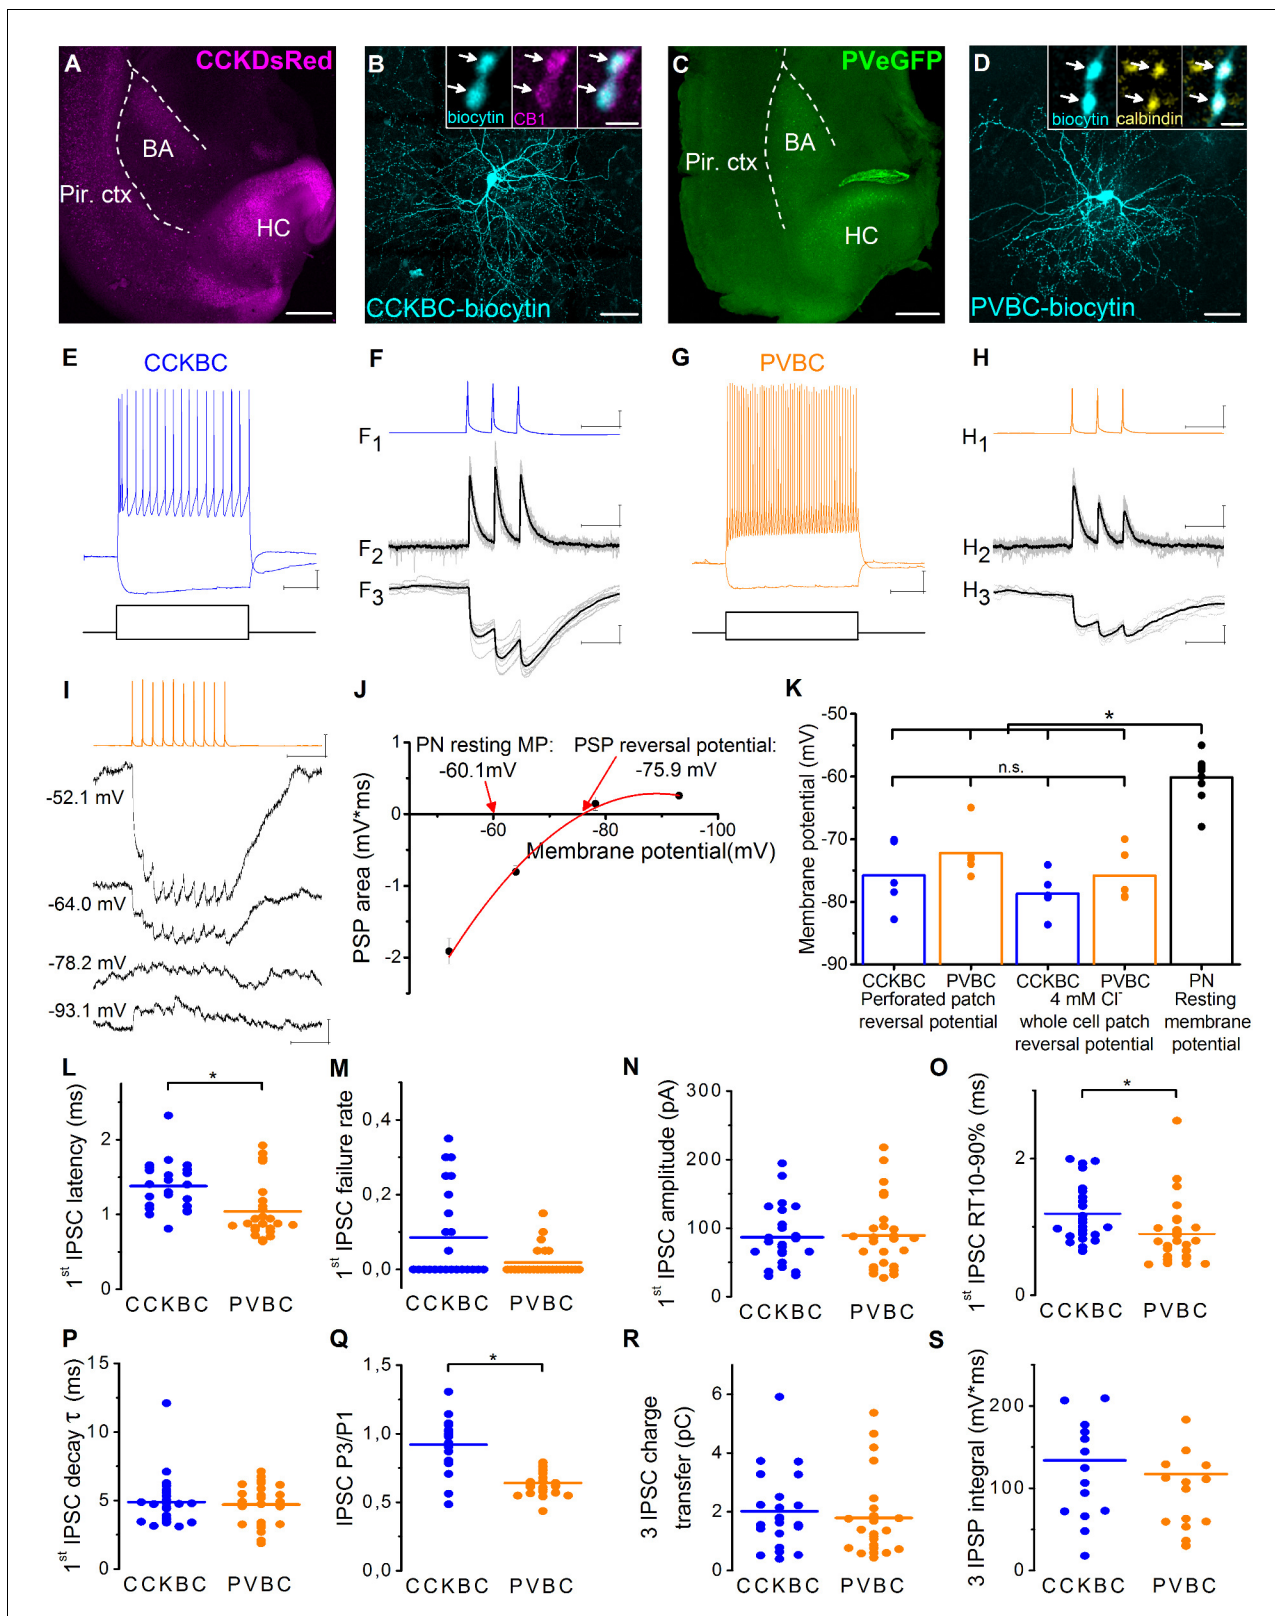 A
CCKDsRed
BA
Pir. ctx
HC
B
biocytin
CB1
CCKBC-biocytin
C
PVeGFP
BA
Pir. ctx
HC
D
biocytin
calbindin
PVBC-biocytin
E
CCKBC
F
F1
F2
F3
G
PVBC
H
H1
H2
H3
I
-52.1 mV
-64.0 mV
-78.2 mV
-93.1 mV
J
PN resting MP:
-60.1mV
PSP reversal potential:
-75.9 mV
1
0
-1
-2
-60
-80
-100
Membrane potential(mV)
PSP area (mV*ms)
K
-50
-60
-70
-80
-90
Membrane potential (mV)
*
n.s.
CCKBC PVBC CCKBC PVBC PN
Perforated patch
reversal potential
4 mM Cl-
whole cell patch
reversal potential
Resting
membrane
potential
L
1st IPSC latency (ms)
2
1
0
*
CCKBC PVBC
M
1st IPSC failure rate
0,4
0,2
0,0
CCKBC PVBC
N
1st IPSC amplitude (pA)
300
200
100
0
CCKBC PVBC
O
1st IPSC RT10-90% (ms)
2
0
*
CCKBC PVBC
P
1st IPSC decay τ (ms)
15
10
5
0
CCKBC PVBC
Q
IPSC P3/P1
1,5
1,0
0,5
0,0
*
CCKBC PVBC
R
3 IPSC charge
transfer (pC)
6
4
2
0
CCKBC PVBC
S
3 IPSP integral (mV*ms)
200
100
0
CCKBC PVBC